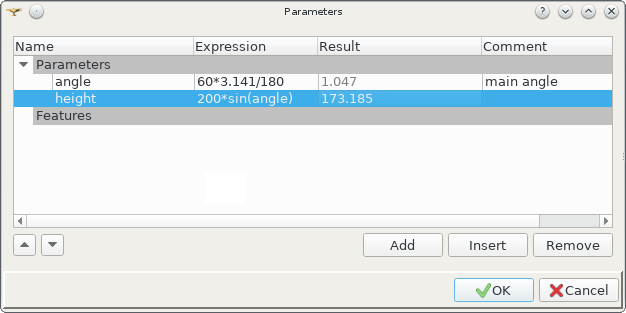 Parameters
Name Expression Result Comment
Parameters
angle 60*3.141/180 1.047 main angle
height 200*sin(angle) 173.185
Features
Add Insert Remove
OK Cancel